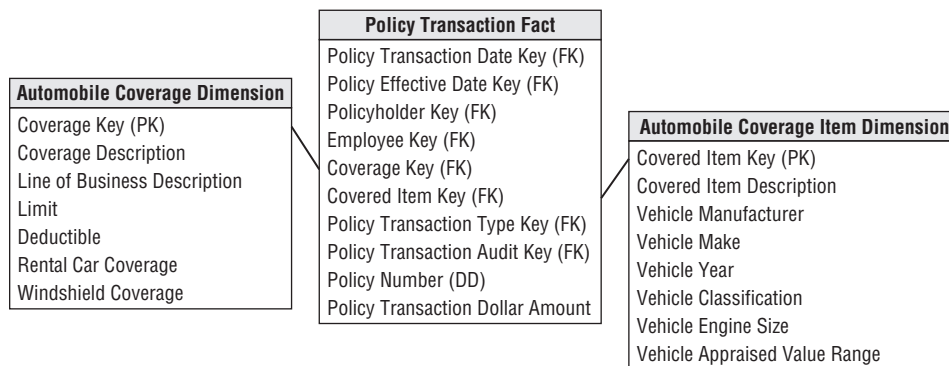 Automobile Coverage Dimension
Coverage Key (PK)
Coverage Description
Line of Business Description
Limit
Deductible
Rental Car Coverage
Windshield Coverage
Policy Transaction Fact
Policy Transaction Date Key (FK)
Policy Effective Date Key (FK)
Policyholder Key (FK)
Employee Key (FK)
Coverage Key (FK)
Covered Item Key (FK)
Policy Transaction Type Key (FK)
Policy Transaction Audit Key (FK)
Policy Number (DD)
Policy Transaction Dollar Amount
Automobile Coverage Item Dimension
Covered Item Key (PK)
Covered Item Description
Vehicle Manufacturer
Vehicle Make
Vehicle Year
Vehicle Classification
Vehicle Engine Size
Vehicle Appraised Value Range